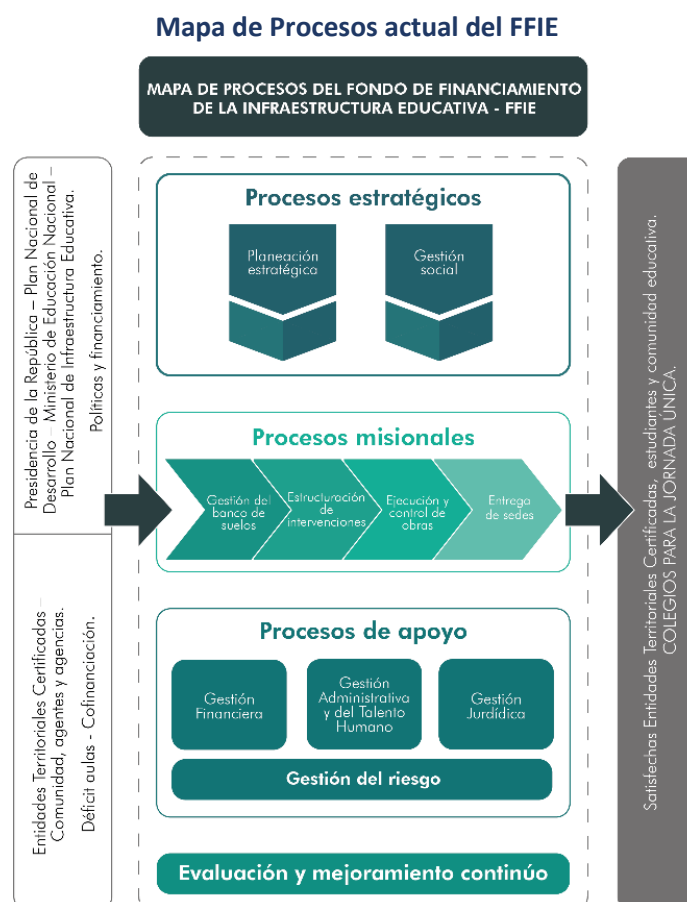 Mapa de Procesos actual del FFIE
MAPA DE PROCESOS DEL FONDO DE FINANCIAMIENTO
DE LA INFRAESTRUCTURA EDUCATIVA - FFIE
Presidencia de la República – Plan Nacional de
Desarrollo – Ministerio de Educación Nacional –
Plan Nacional de Infraestructura Educativa.
Políticas y financiamiento.
Entidades Territoriales Certificadas –
Comunidad, agentes y agencias.
Déficit aulas - Cofinanciación.
Procesos estratégicos
Planeación
estratégica
Gestión
social
Procesos misionales
Gestión del
banco de
suelos
Estructuración
de
intervenciones
Ejecución y
control de
obras
Entrega
de sedes
Procesos de apoyo
Gestión
Financiera
Gestión
Administrativa
y del Talento
Humano
Gestión
Jurdídica
Gestión del riesgo
Evaluación y mejoramiento continúo
Satisfechas Entidades Territoriales Certificadas, estudiantes y comunidad educativa.
COLEGIOS PARA LA JORNADA ÚNICA.